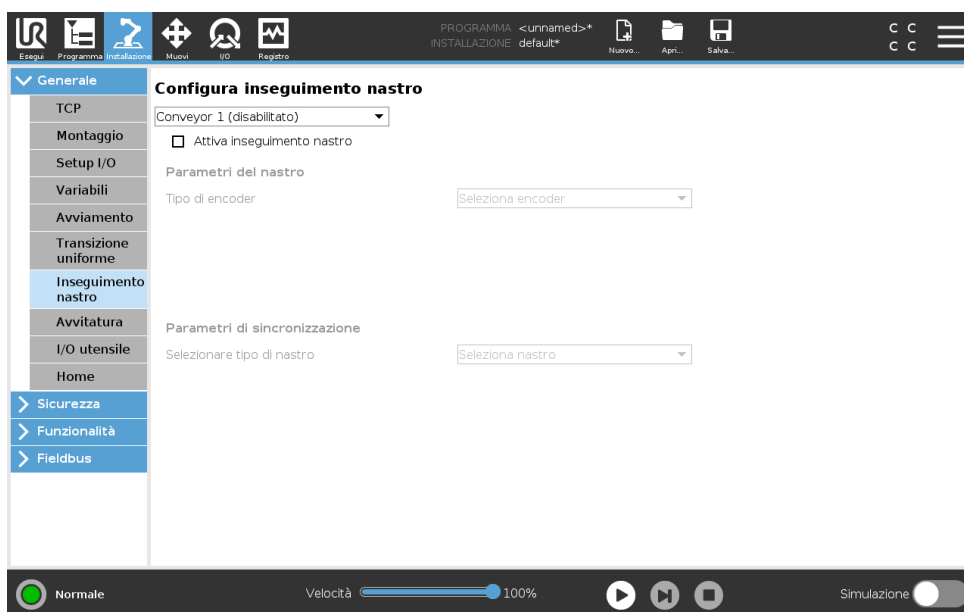 PROGRAMMA <unnamed>*
INSTALLAZIONE default*
C C
C C
UR
Esegui Programma Installazione Muovi I/O Registro Nuovo... Apri... Salva...
Generale
TCP
Montaggio
Setup I/O
Variabili
Avviamento
Transizione
uniforme
Inseguimento
nastro
Avvitatura
I/O utensile
Home
Sicurezza
Funzionalità
Fieldbus
Configura inseguimento nastro
Conveyor 1 (disabilitato)
Attiva inseguimento nastro
Parametri del nastro
Tipo di encoder Seleziona encoder
Parametri di sincronizzazione
Selezionare tipo di nastro Seleziona nastro
Normale Velocità 100% Simulazione